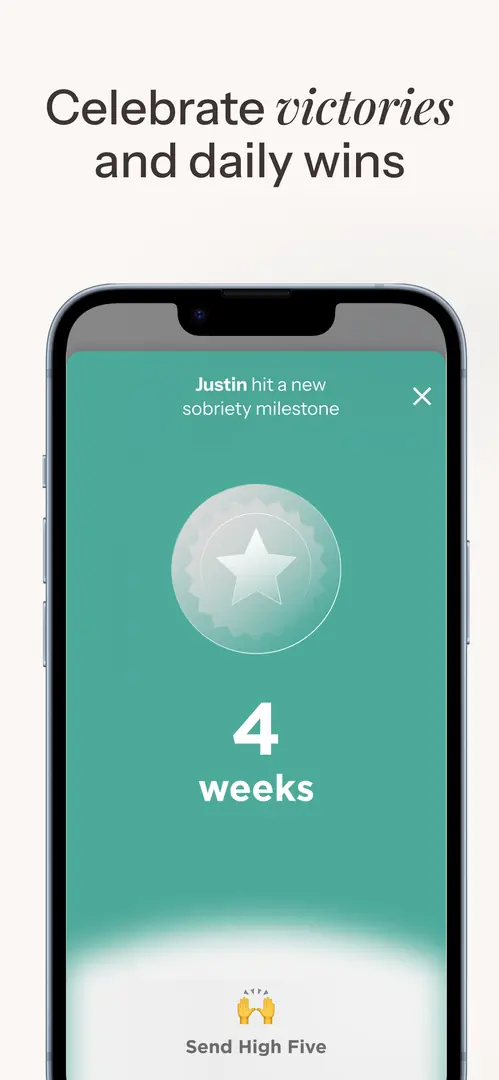 Celebrate victories
and daily wins
Justin hit a new
sobriety milestone
4
weeks
Send High Five